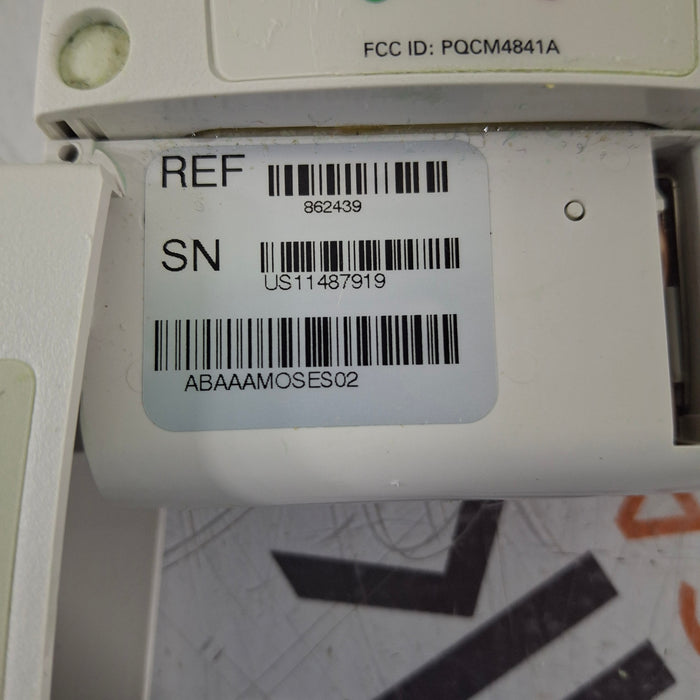 FCC ID: PQCM4841A
REF
862439
SN
US11487919
ABAAAMOSES02